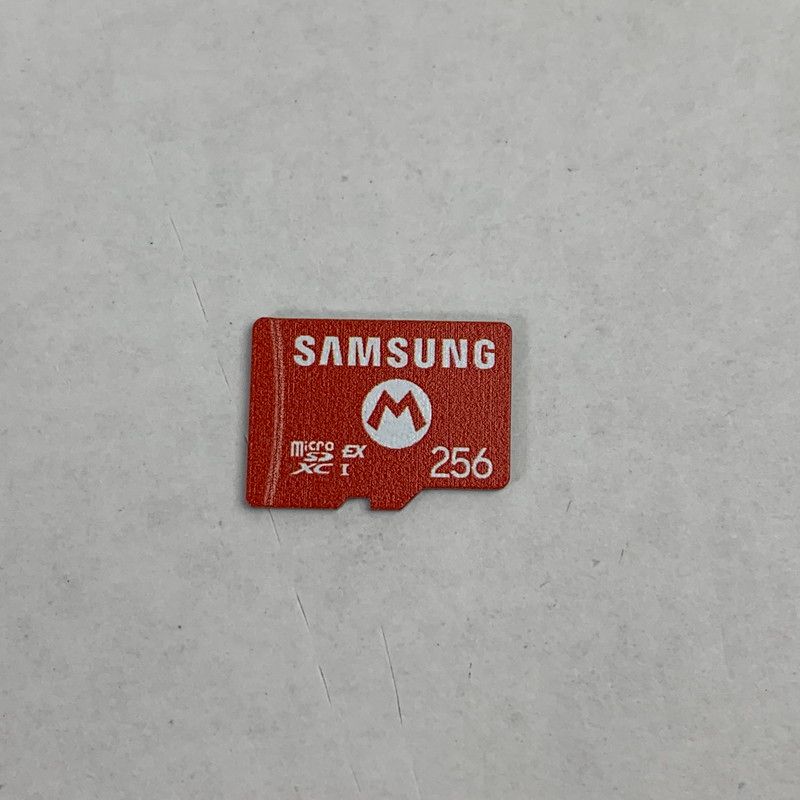 SAMSUNG
M
micro SD EX
XC I
256